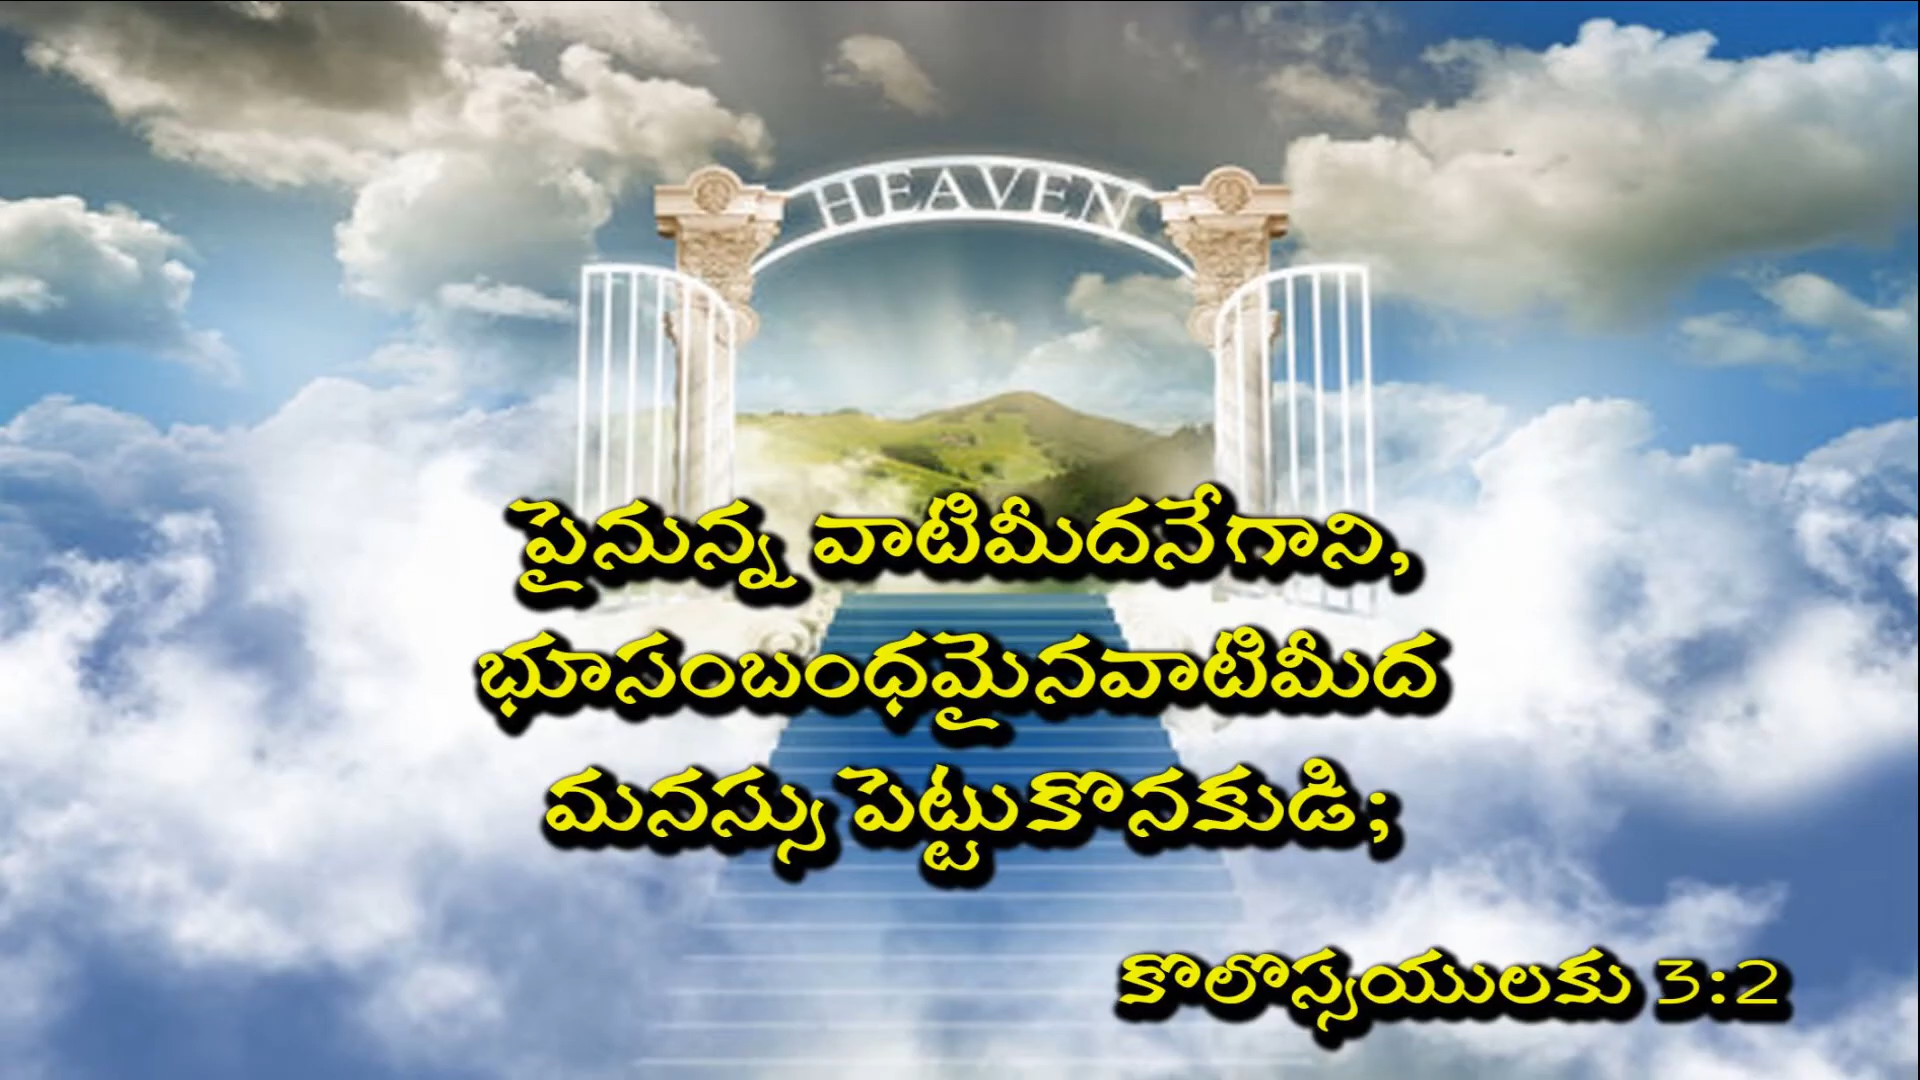 HEAVEN
పైనున్న వాటిమీదనేగాని,
భూసంబంధమైనవాటిమీద
మనస్సు పెట్టుకొనకుడి;
కొలొస్సయులకు 3:2